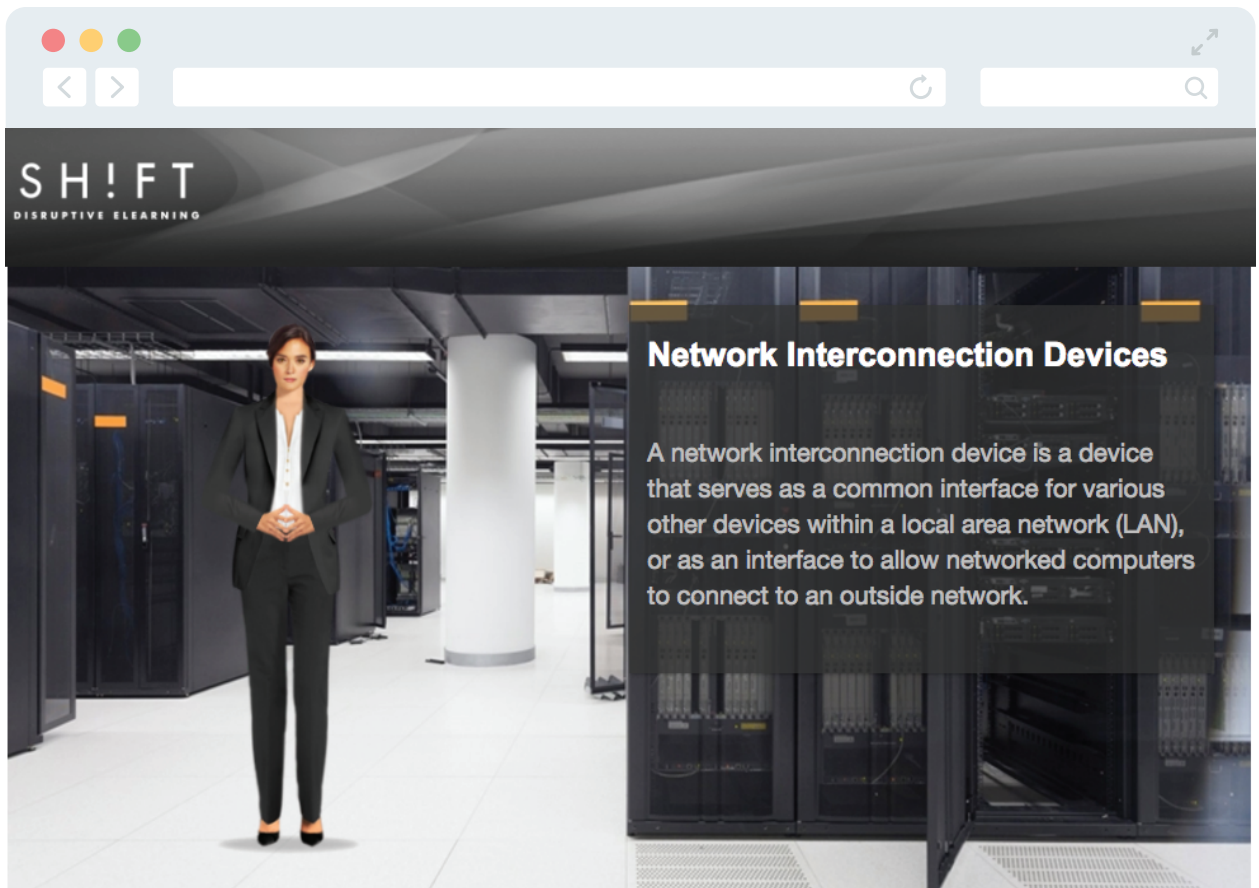 SH!FT
DISRUPTIVE ELEARNING
Network Interconnection Devices
A network interconnection device is a device
that serves as a common interface for various
other devices within a local area network (LAN),
or as an interface to allow networked computers
to connect to an outside network.